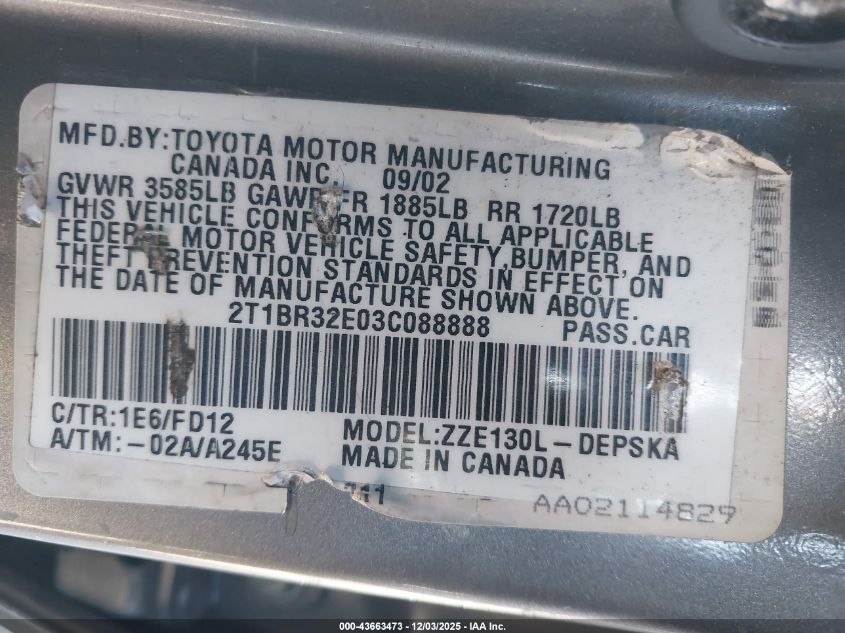 MFD.BY:TOYOTA MOTOR MANUFACTURING
CANADA INC. 09/02
GVWR 3585LB GAWR FR 1885LB RR 1720LB
THIS VEHICLE CONFORMS TO ALL APPLICABLE
FEDERAL MOTOR VEHICLE SAFETY,BUMPER, AND
THEFT PREVENTION STANDARDS IN EFFECT ON
THE DATE OF MANUFACTURE SHOWN ABOVE.
2T1BR32E03C088888 PASS.CAR
C/TR:1E6/FD12 MODEL:ZZE130L-DEPSKA
A/TM:-02A/A245E MADE IN CANADA
711
AA02114829
000-43663473 - 12/03/2025 - IAA Inc.